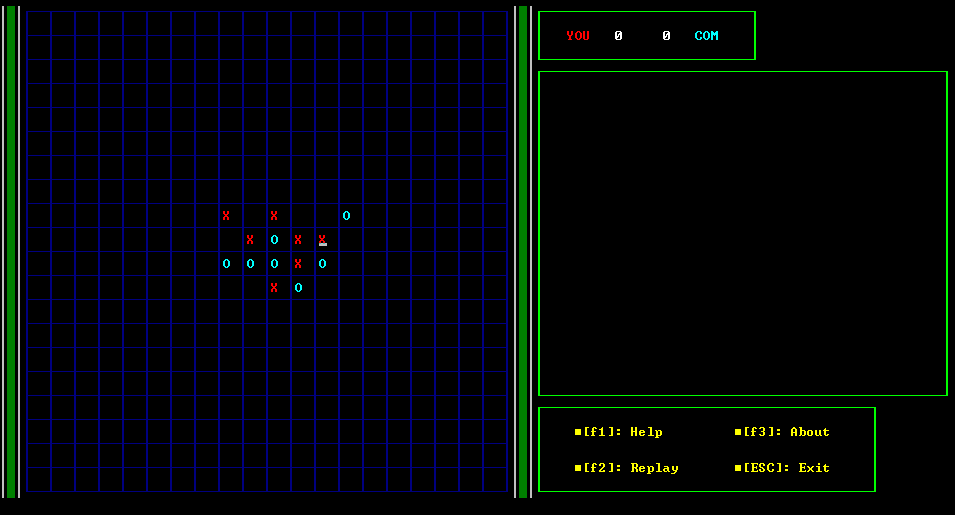 YOU 0 0 COM
X X O
X O X X
O O O X O
X O
■[f1]: Help ■[f3]: About
■[f2]: Replay ■[ESC]: Exit